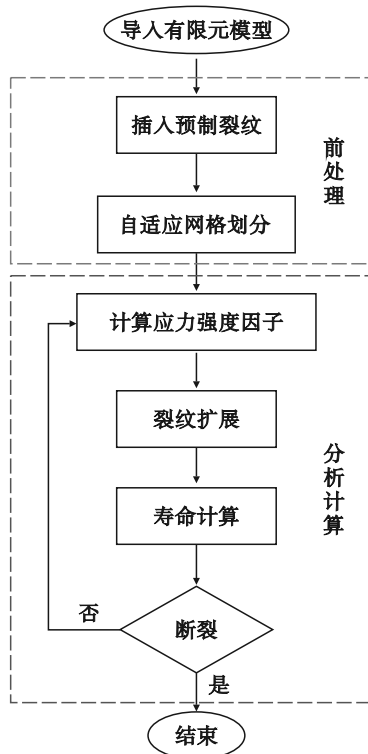 导入有限元模型
插入预制裂纹
前处理
自适应网格划分
计算应力强度因子
裂纹扩展
分析计算
寿命计算
断裂
否
是
结束